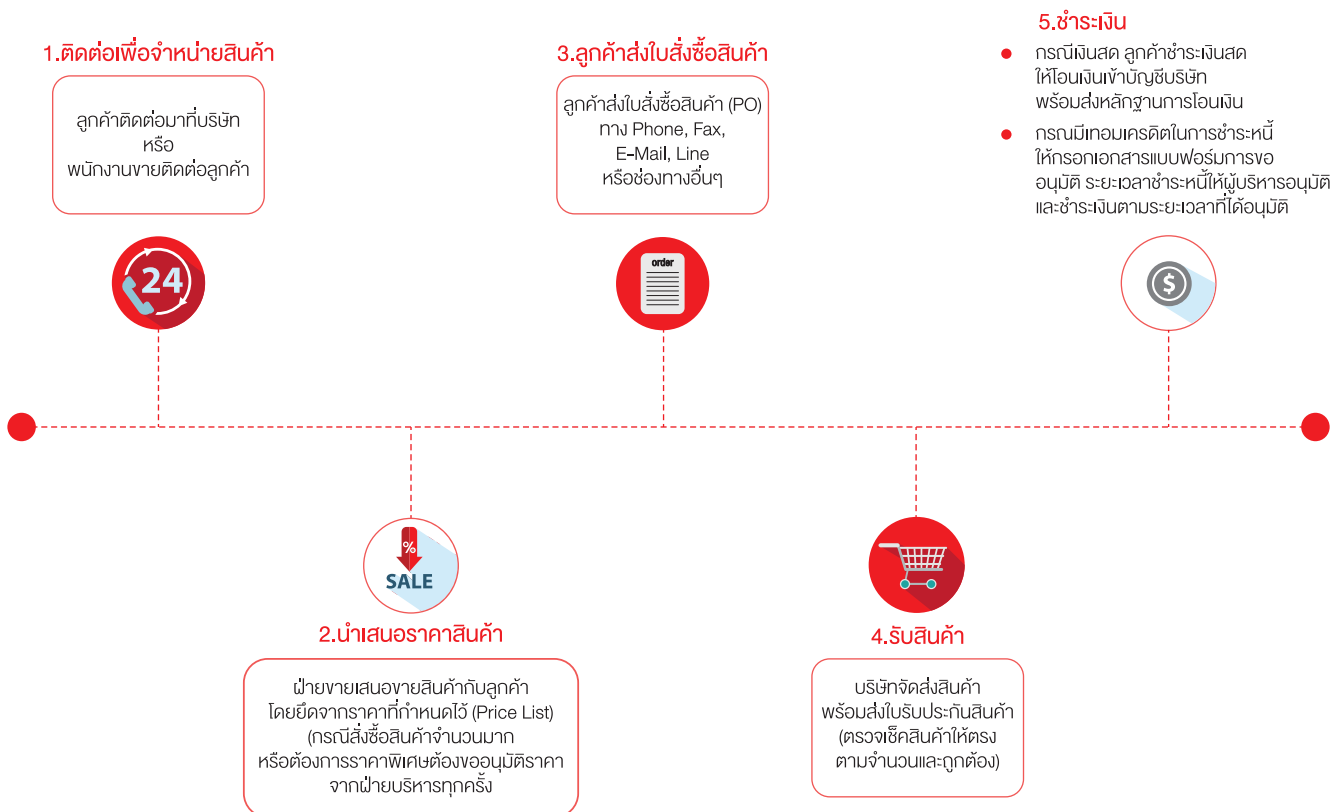 1.ติดต่อเพื่อจำหน่ายสินค้า
ลูกค้าติดต่อมาที่บริษัท
หรือ
พนักงานขายติดต่อลูกค้า
24
%
SALE
2.นำเสนอราคาสินค้า
ฝ่ายขายเสนอขายสินค้ากับลูกค้า
โดยยึดจากราคาที่กำหนดไว้ (Price List)
(กรณีสั่งซื้อสินค้าจำนวนมาก
หรือต้องการราคาพิเศษต้องขออนุมัติราคา
จากฝ่ายบริหารทุกครั้ง
3.ลูกค้าส่งใบสั่งซื้อสินค้า
ลูกค้าส่งใบสั่งซื้อสินค้า (PO)
ทาง Phone, Fax,
E-Mail, Line
หรือช่องทางอื่นๆ
order
4.รับสินค้า
บริษัทจัดส่งสินค้า
พร้อมส่งใบรับประกันสินค้า
(ตรวจเช็คสินค้าให้ตรง
ตามจำนวนและถูกต้อง)
5.ชำระเงิน
กรณีเงินสด ลูกค้าชำระเงินสด
ให้โอนเงินเข้าบัญชีบริษัท
พร้อมส่งหลักฐานการโอนเงิน
กรณมีเทอมเครดิตในการชำระหนี้
ให้กรอกเอกสารแบบฟอร์มการขอ
อนุมัติ ระยะเวลาชำระหนี้ให้ผู้บริหารอนุมัติ
และชำระเงินตามระยะเวลาที่ได้อนุมัติ
$